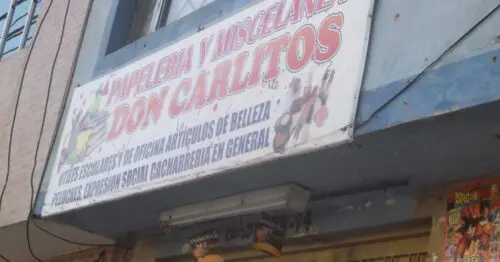 PAPELERIA Y MISCELANEA
DON CARLITOS
UTILES ESCOLARES Y DE OFICINA ARTICULOS DE BELLEZA
PELUCHES, EXPRESION SOCIAL CACHARRERIA EN GENERAL